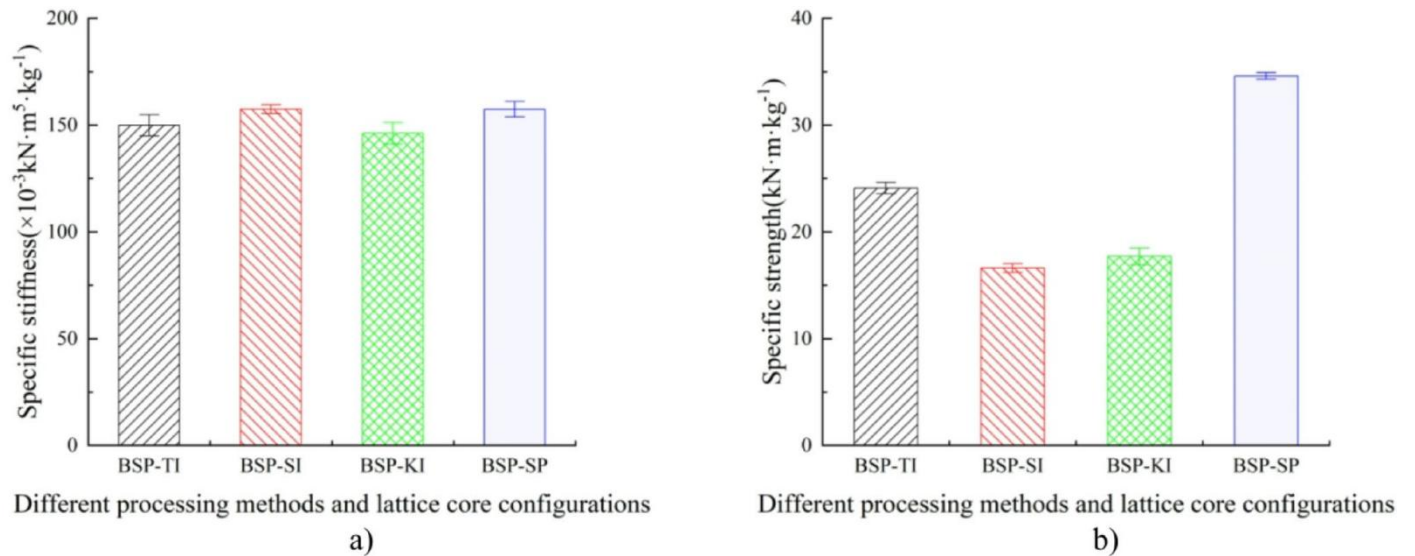 Specific stiffness(×10⁻³kN·m⁵·kg⁻¹)
200
150
100
50
0
BSP-TI BSP-SI BSP-KI BSP-SP
Different processing methods and lattice core configurations
a)
Specific strength(kN·m·kg⁻¹)
40
30
20
10
0
BSP-TI BSP-SI BSP-KI BSP-SP
Different processing methods and lattice core configurations
b)